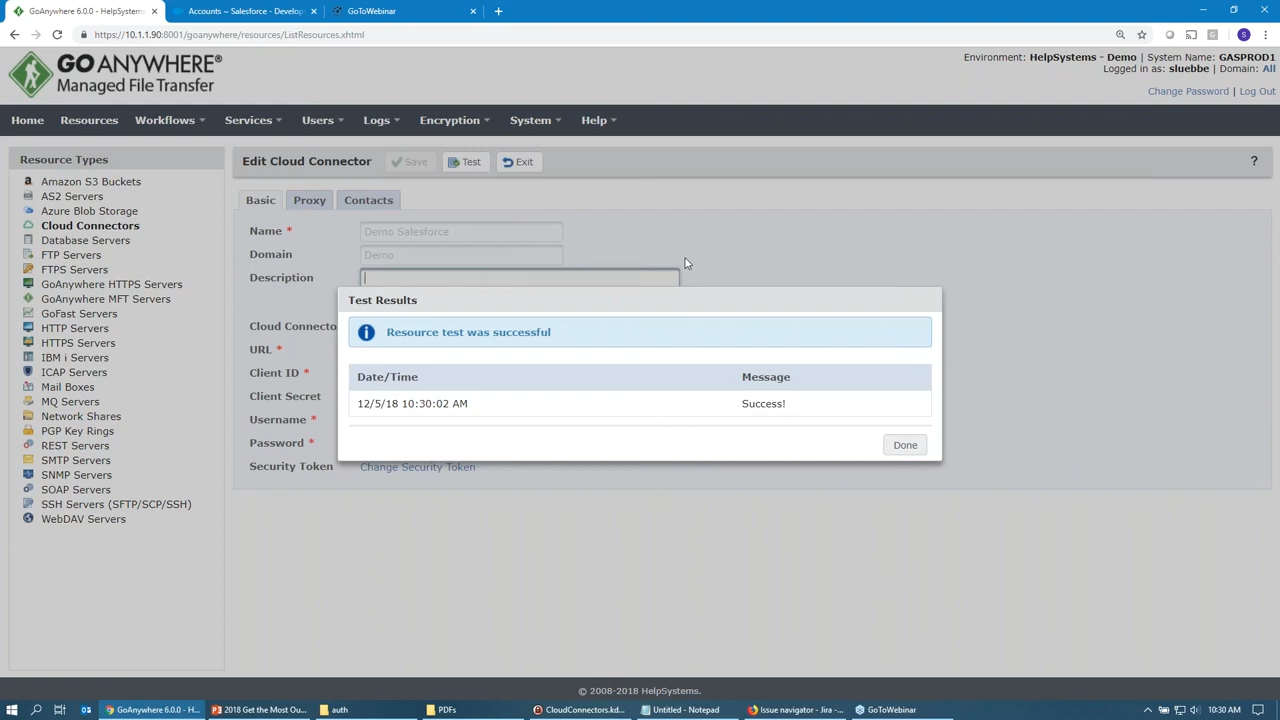 GoAnywhere 6.0.0 - HelpSystems-
Accounts ~ Salesforce - Develop
GoToWebinar
https://10.1.1.90:8001/goanywhere/resources/ListResources.xhtml
S
GO ANYWHERE®
Managed File Transfer
Environment: HelpSystems - Demo | System Name: GASPROD1
Logged in as: sluebbe | Domain: All
Change Password | Log Out
Home Resources Workflows Services Users Logs Encryption System Help
Resource Types
Amazon S3 Buckets
AS2 Servers
Azure Blob Storage
Cloud Connectors
Database Servers
FTP Servers
FTPS Servers
GoAnywhere HTTPS Servers
GoAnywhere MFT Servers
GoFast Servers
HTTP Servers
HTTPS Servers
IBM i Servers
ICAP Servers
Mail Boxes
MQ Servers
Network Shares
PGP Key Rings
REST Servers
SMTP Servers
SNMP Servers
SOAP Servers
SSH Servers (SFTP/SCP/SSH)
WebDAV Servers
Edit Cloud Connector Save Test Exit ?
Basic Proxy Contacts
Name * Demo Salesforce
Domain Demo
Description
Cloud Connecto
URL *
Client ID *
Client Secret
Username *
Password *
Security Token Change Security Token
Test Results
Resource test was successful
Date/Time Message
12/5/18 10:30:02 AM Success!
Done
© 2008-2018 HelpSystems.
GoAnywhere 6.0.0 - H...
2018 Get the Most Ou...
auth
PDFs
CloudConnectors.kd...
Untitled - Notepad
Issue navigator - Jira -...
GoToWebinar
10:30 AM